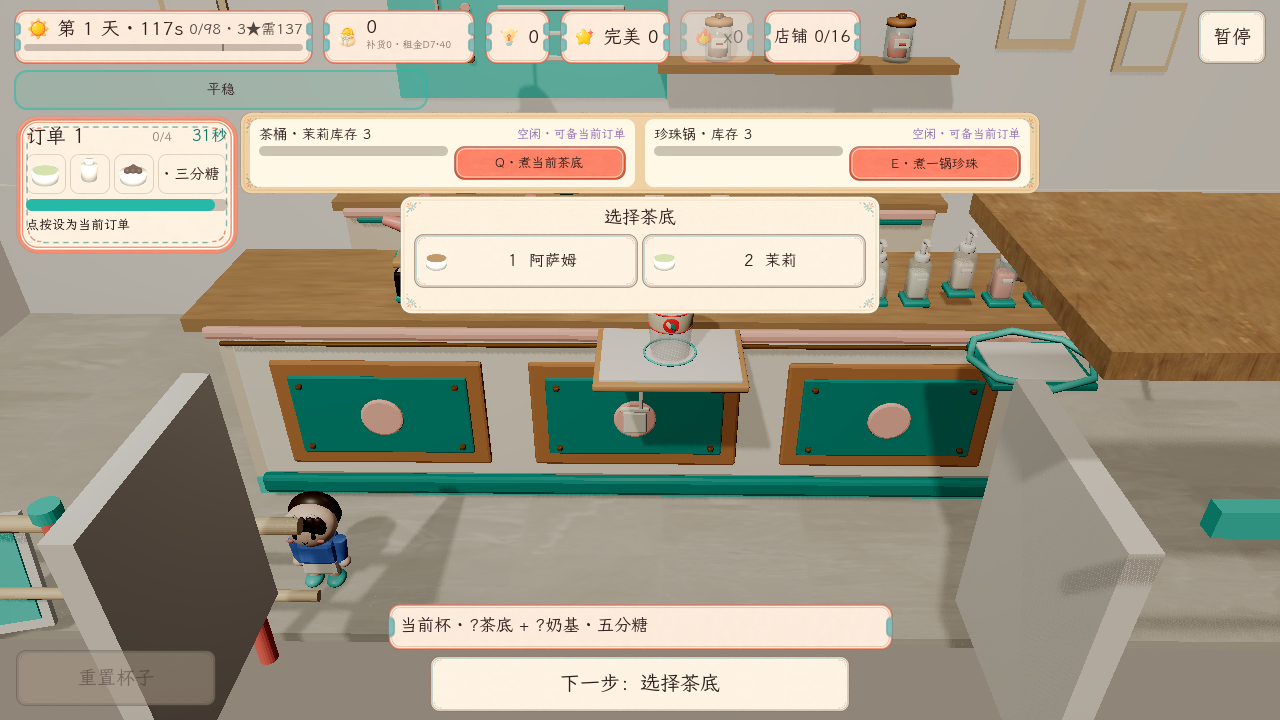 第 1 天・117s 0/98・3★需137
0
补货0・租金D7・40
0
完美 0
x0
店铺 0/16
暂停
平稳
订单 1 0/4 31秒
・三分糖
点按设为当前订单
茶桶・茉莉库存 3 空闲・可备当前订单
Q・煮当前茶底
珍珠锅・库存 3 空闲・可备当前订单
E・煮一锅珍珠
选择茶底
1 阿萨姆
2 茉莉
当前杯・?茶底 + ?奶基・五分糖
下一步: 选择茶底
重置杯子